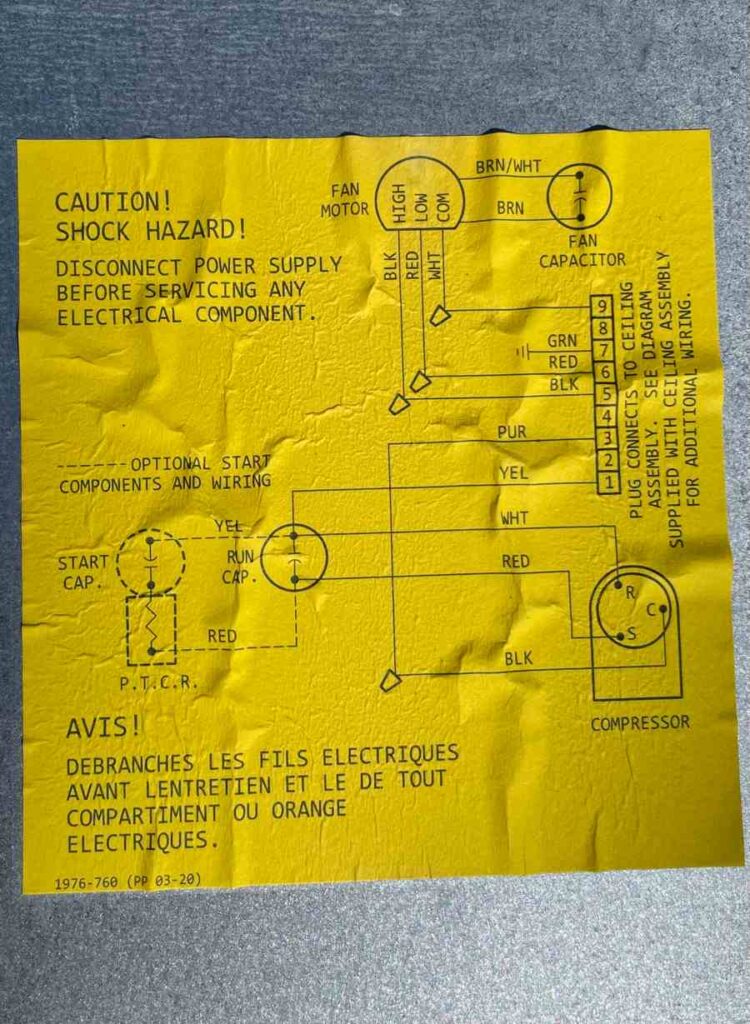 CAUTION!
SHOCK HAZARD!
DISCONNECT POWER SUPPLY
BEFORE SERVICING ANY
ELECTRICAL COMPONENT.
FAN
MOTOR
HIGH
LOW
COM
BRN/WHT
BRN
FAN
CAPACITOR
BLK
RED
WHT
9
8
7
6
5
4
3
2
1
GRN
RED
BLK
PUR
YEL
PLUG CONNECTS TO CEILING
ASSEMBLY. SEE DIAGRAM
SUPPLIED WITH CEILING ASSEMBLY
FOR ADDITIONAL WIRING.
------- OPTIONAL START
COMPONENTS AND WIRING
YEL
START
CAP.
RUN
CAP.
RED
P.T.C.R.
WHT
RED
BLK
R
C
S
COMPRESSOR
AVIS!
DEBRANCHES LES FILS ELECTRIQUES
AVANT LENTRETIEN ET LE DE TOUT
COMPARTIMENT OU ORANGE
ELECTRIQUES.
1976-760 (PP 03-20)